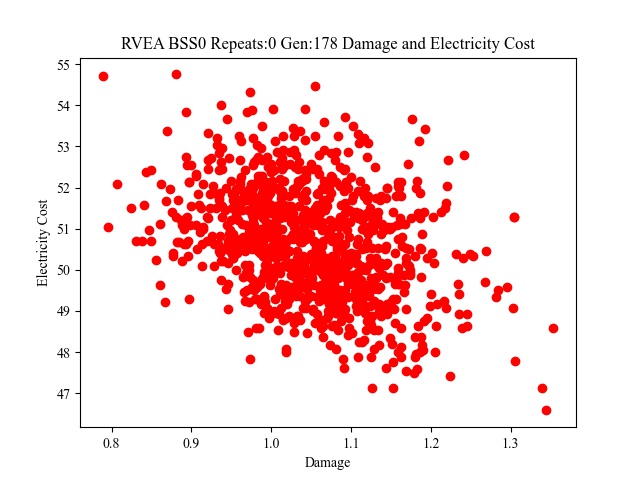 RVEA BSS0 Repeats:0 Gen:178 Damage and Electricity Cost
55
54
53
52
51
50
49
48
47
Electricity Cost
0.8 0.9 1.0 1.1 1.2 1.3
Damage